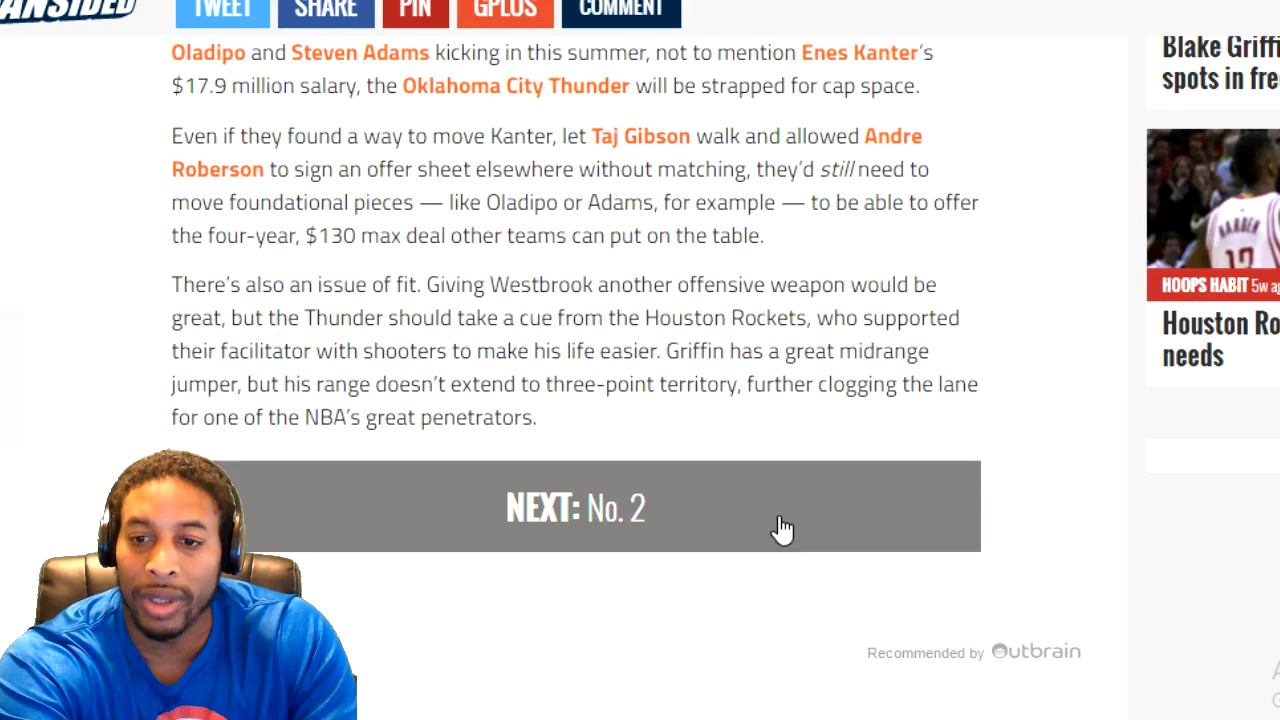 TWEET SHARE PIN GPLUS COMMENT
Oladipo and Steven Adams kicking in this summer, not to mention Enes Kanter's
$17.9 million salary, the Oklahoma City Thunder will be strapped for cap space.
Even if they found a way to move Kanter, let Taj Gibson walk and allowed Andre
Roberson to sign an offer sheet elsewhere without matching, they'd still need to
move foundational pieces — like Oladipo or Adams, for example — to be able to offer
the four-year, $130 max deal other teams can put on the table.
There's also an issue of fit. Giving Westbrook another offensive weapon would be
great, but the Thunder should take a cue from the Houston Rockets, who supported
their facilitator with shooters to make his life easier. Griffin has a great midrange
jumper, but his range doesn't extend to three-point territory, further clogging the lane
for one of the NBA's great penetrators.
NEXT: No. 2
Recommended by Outbrain
Blake Griffi
spots in fre
HOOPS HABIT 5w ag
Houston Ro
needs